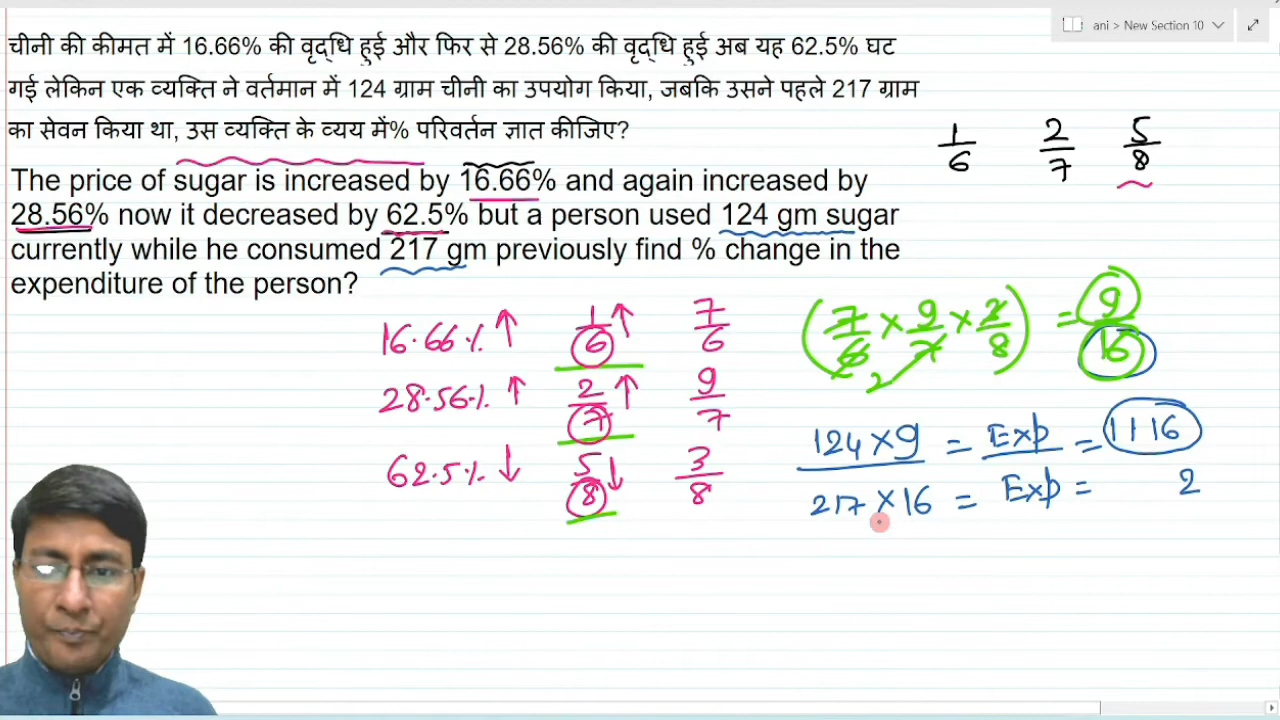 ani > New Section 10
चीनी की कीमत में 16.66% की वृद्धि हुई और फिर से 28.56% की वृद्धि हुई अब यह 62.5% घट
गई लेकिन एक व्यक्ति ने वर्तमान में 124 ग्राम चीनी का उपयोग किया, जबकि उसने पहले 217 ग्राम
का सेवन किया था, उस व्यक्ति के व्यय में% परिवर्तन ज्ञात कीजिए?
1/6 2/7 5/8
The price of sugar is increased by 16.66% and again increased by
28.56% now it decreased by 62.5% but a person used 124 gm sugar
currently while he consumed 217 gm previously find % change in the
expenditure of the person?
16.66% ↑ 1/6 ↑ 7/6 (7/6 × 9/7 × 3/8) = 9/16
2
28.56% ↑ 2/7 ↑ 9/7
62.5% ↓ 5/8 ↓ 3/8
124 × 9 = Exp = 1116
217 × 16 = Exp = 2